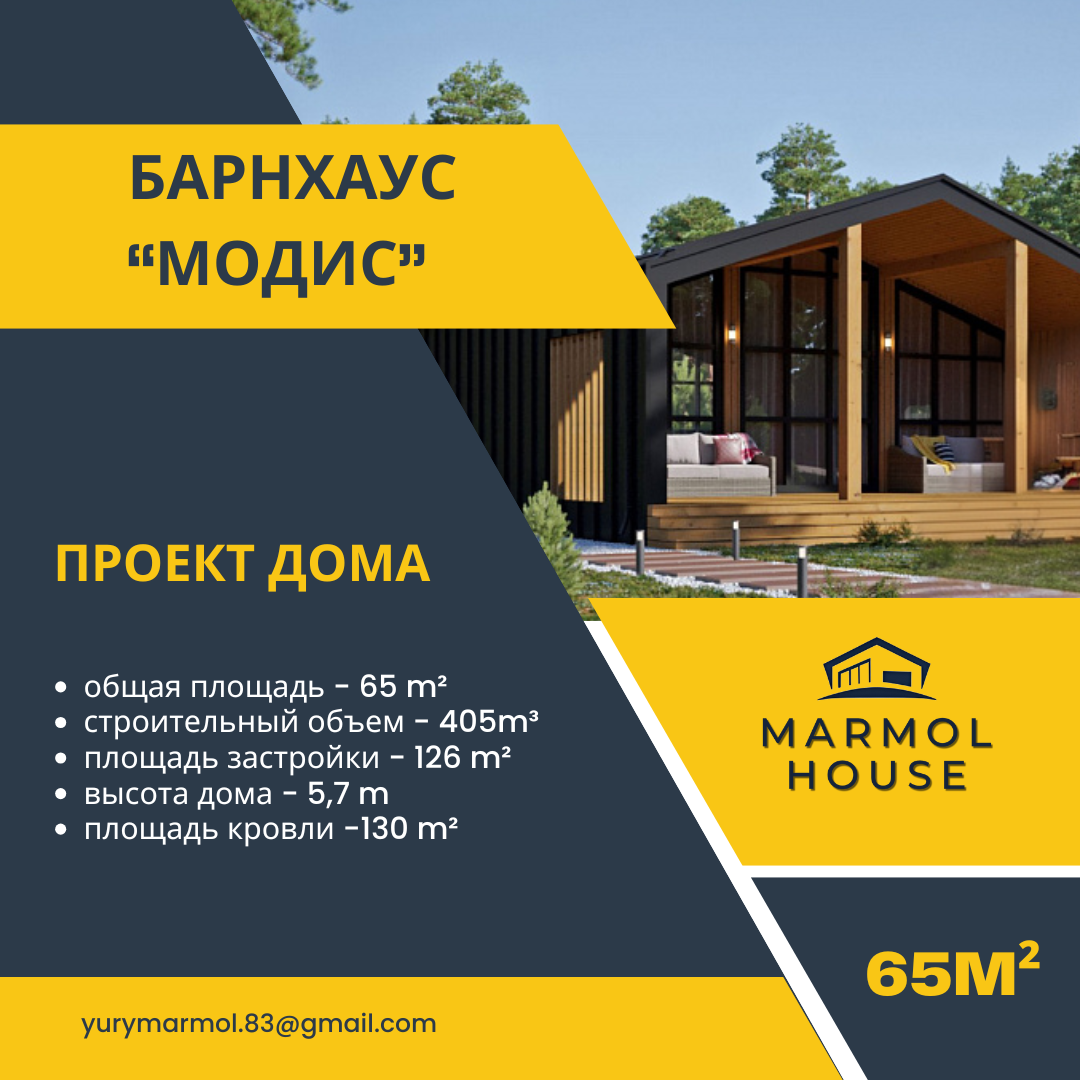 БАРНХАУС
“МОДИС”
ПРОЕКТ ДОМА
• общая площадь - 65 m²
• строительный объем - 405m³
• площадь застройки - 126 m²
• высота дома - 5,7 m
• площадь кровли -130 m²
MARMOL
HOUSE
65М²
yurymarmol.83@gmail.com